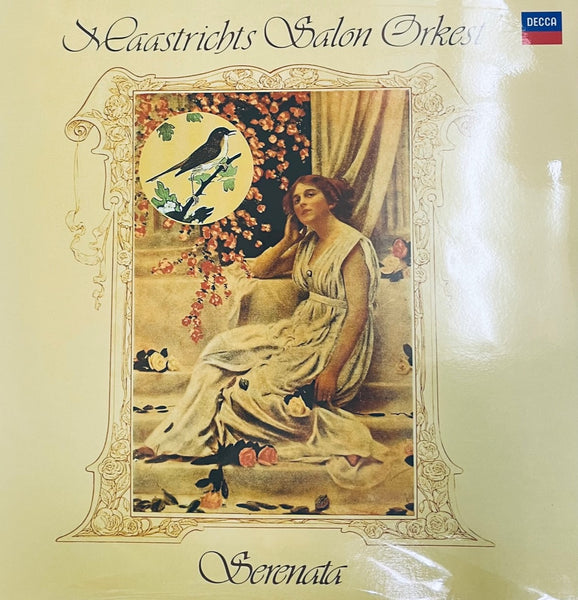 Maastrichts Salon Orkest
DECCA
Serenata